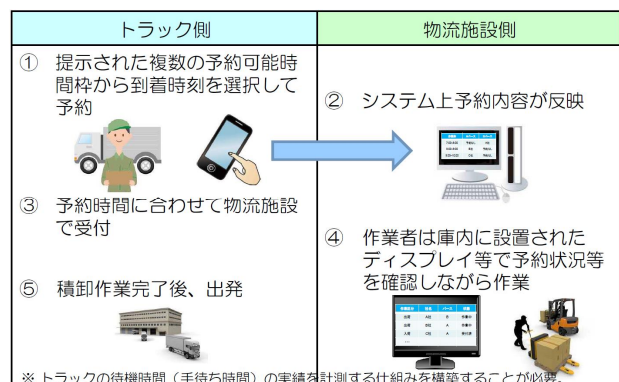 トラック側
物流施設側
① 提示された複数の予約可能時
間枠から到着時刻を選択して
予約
② システム上予約内容が反映
③ 予約時間に合わせて物流施設
で受付
④ 作業者は庫内に設置された
ディスプレイ等で予約状況等
を確認しながら作業
⑤ 積卸作業完了後、出発
※ トラックの待機時間（手待ち時間）の実績を計測する仕組みを構築することが必要。